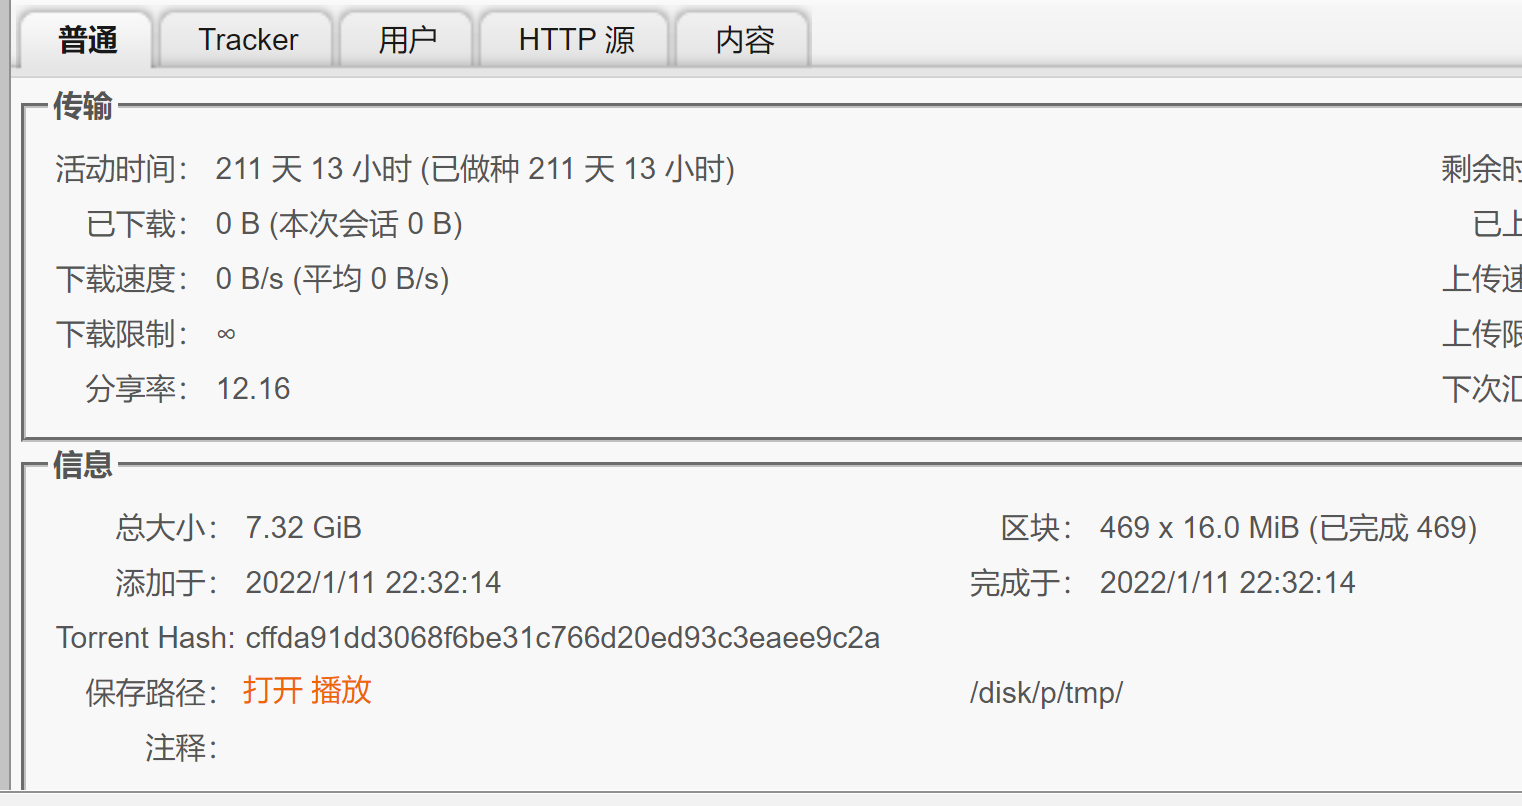 普通 Tracker 用户 HTTP 源 内容
传输
活动时间： 211 天 13 小时 (已做种 211 天 13 小时) 剩余时
已下载： 0 B (本次会话 0 B) 已上
下载速度： 0 B/s (平均 0 B/s) 上传速
下载限制： ∞ 上传限
分享率： 12.16 下次汇
信息
总大小： 7.32 GiB 区块： 469 x 16.0 MiB (已完成 469)
添加于： 2022/1/11 22:32:14 完成于： 2022/1/11 22:32:14
Torrent Hash: cffda91dd3068f6be31c766d20ed93c3eaee9c2a
保存路径： 打开 播放 /disk/p/tmp/
注释：